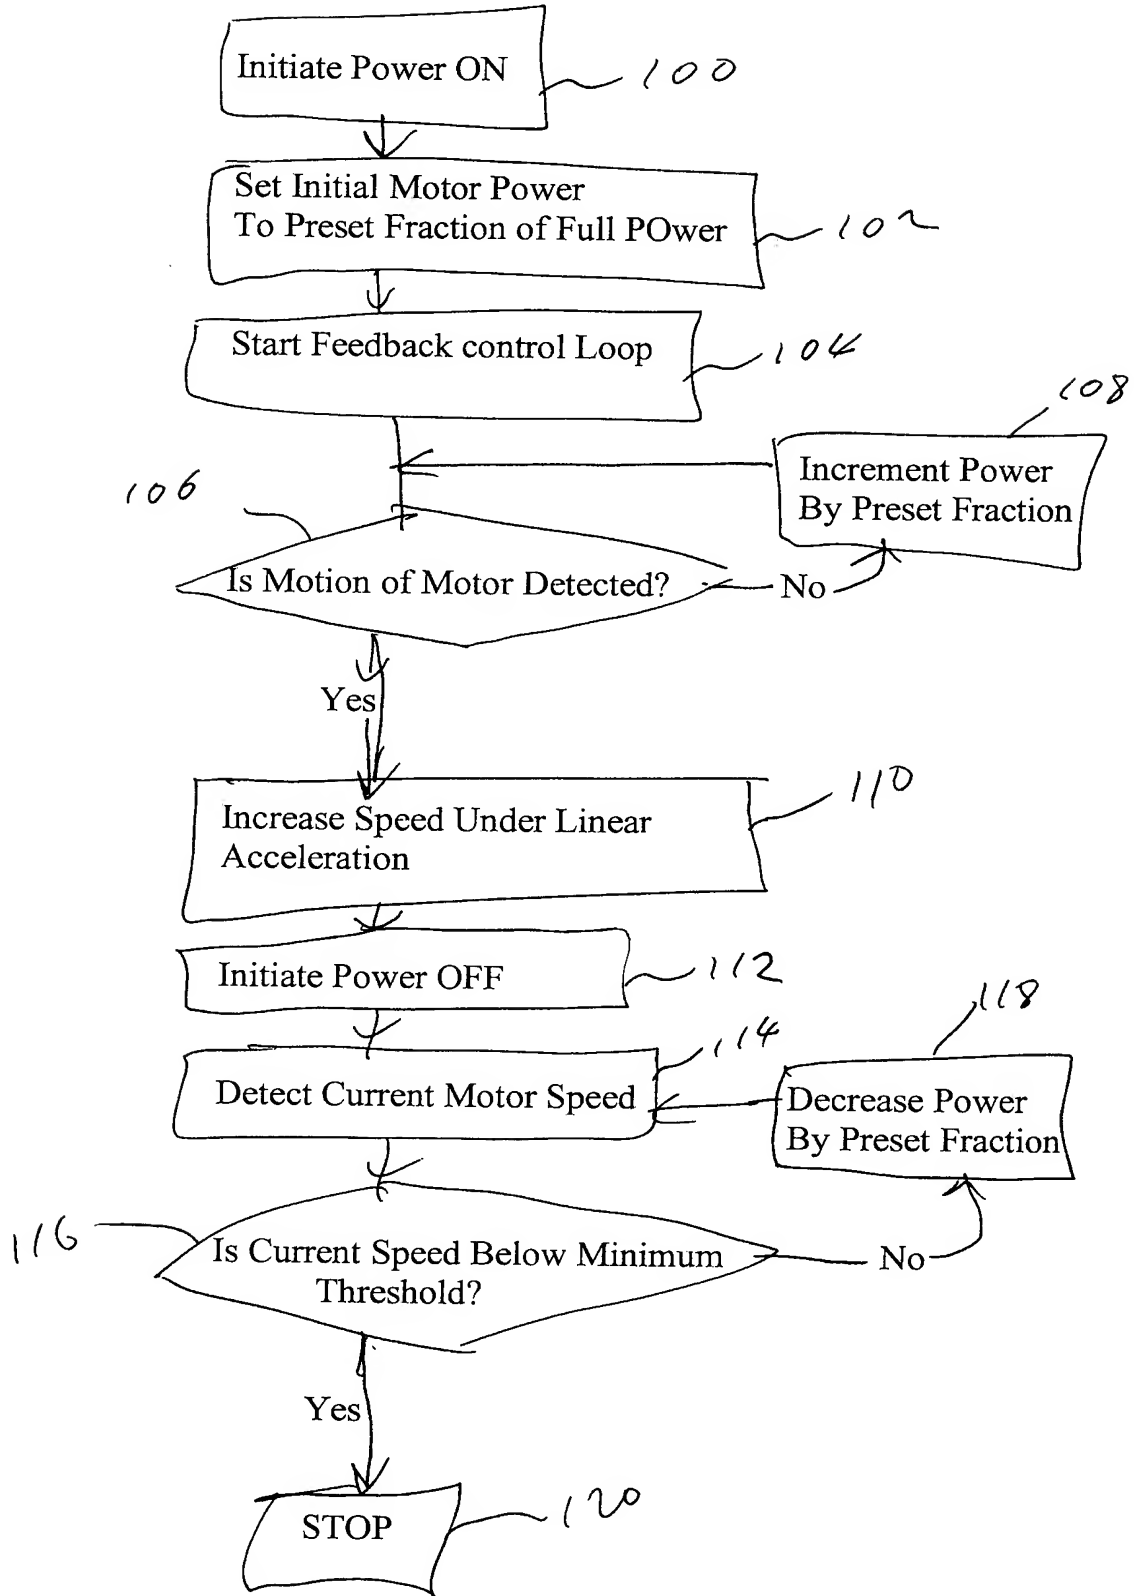 Initiate Power ON
100
Set Initial Motor Power
To Preset Fraction of Full POwer
102
Start Feedback control Loop
104
108
Increment Power
By Preset Fraction
106
Is Motion of Motor Detected?
No
Yes
110
Increase Speed Under Linear
Acceleration
Initiate Power OFF
112
118
114
Detect Current Motor Speed
Decrease Power
By Preset Fraction
116
Is Current Speed Below Minimum
Threshold?
No
Yes
STOP
120